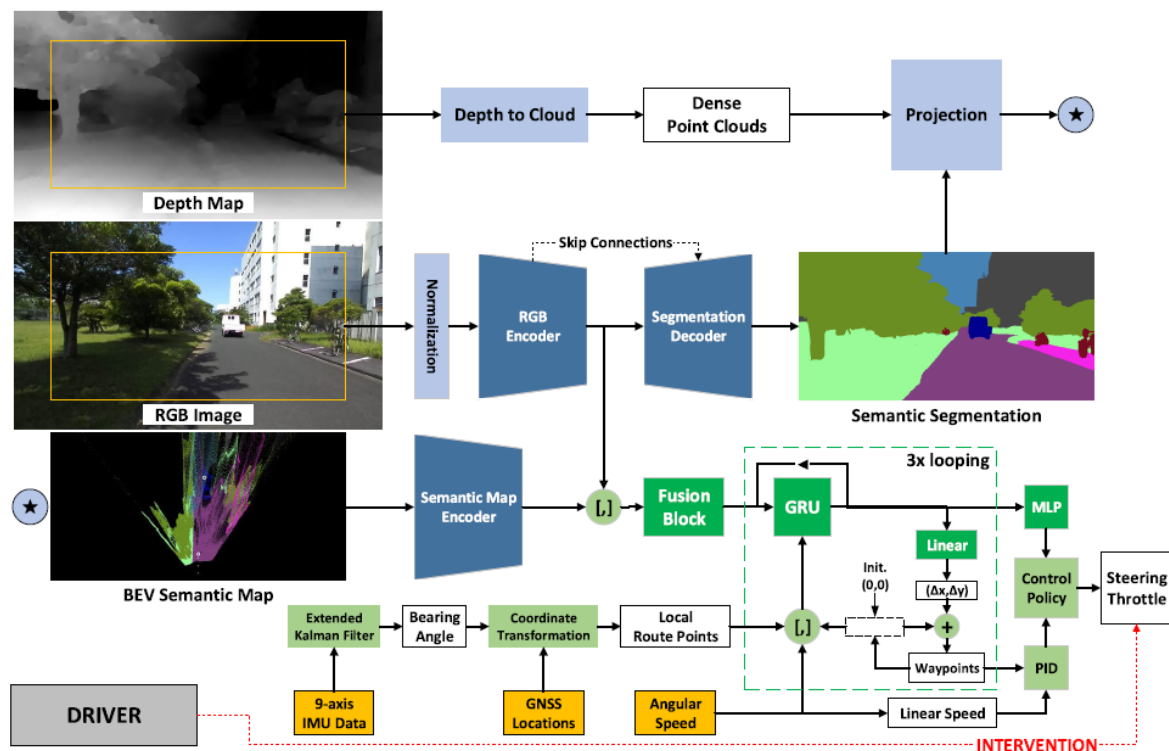 Depth to Cloud
Dense
Point Clouds
Projection
★
Depth Map
Skip Connections
Normalization
RGB
Encoder
Segmentation
Decoder
RGB Image
Semantic Segmentation
3x looping
★
Semantic Map
Encoder
[,]
Fusion
Block
GRU
MLP
Linear
BEV Semantic Map
Init.
(0,0)
(Δx,Δy)
Control
Policy
Steering
Throttle
Extended
Kalman Filter
Bearing
Angle
Coordinate
Transformation
Local
Route Points
[,]
+
Waypoints
PID
DRIVER
9-axis
IMU Data
GNSS
Locations
Angular
Speed
Linear Speed
INTERVENTION